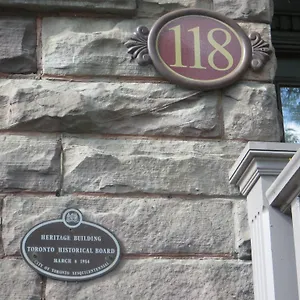 118
HERITAGE BUILDING
TORONTO HISTORICAL BOARD
MARCH 6 1984
CITY OF TORONTO SESQUICENTENNIAL